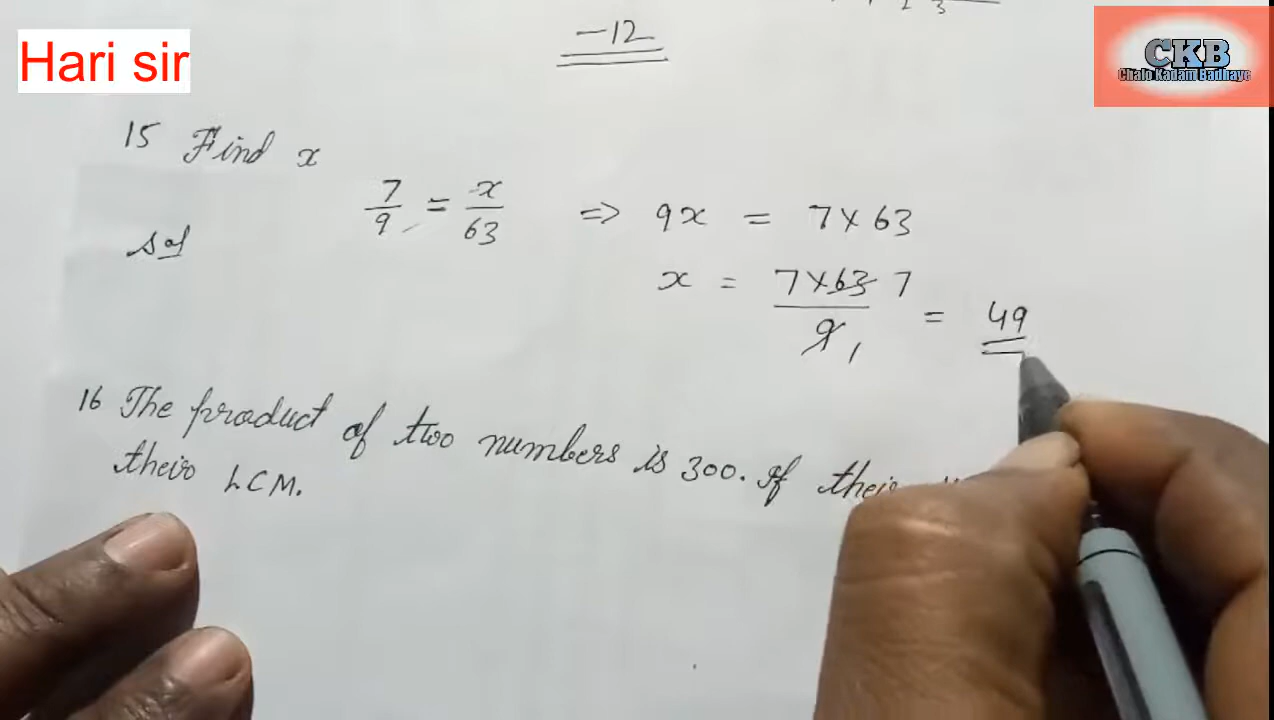 -12
Hari sir
CKB
Chalo Kadam Badhaye
15 Find x
7/9 = x/63 => 9x = 7 x 63
Sol
x = 7 x 63 7 / 9 1 = 49
16 The product of two numbers is 300. If their
their LCM.